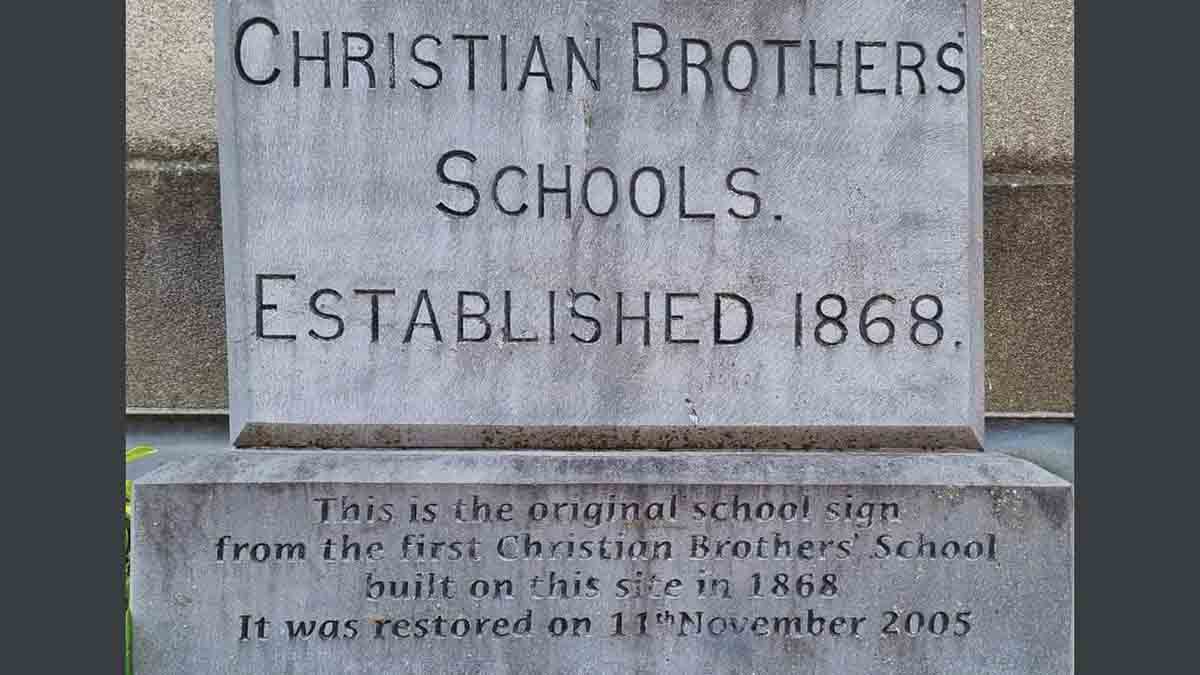 CHRISTIAN BROTHERS'
SCHOOLS.
ESTABLISHED 1868.
This is the original school sign
from the first Christian Brothers' School
built on this site in 1868
It was restored on 11th November 2005